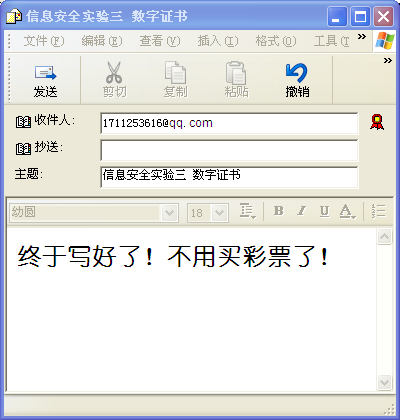 信息安全实验三 数字证书
文件(F) 编辑(E) 查看(V) 插入(I) 格式(O) 工具(T
发送 剪切 复制 粘贴 撤销
收件人: 1711253616@qq.com
抄送:
主题: 信息安全实验三 数字证书
幼圆 18 B I U A
终于写好了！不用买彩票了！